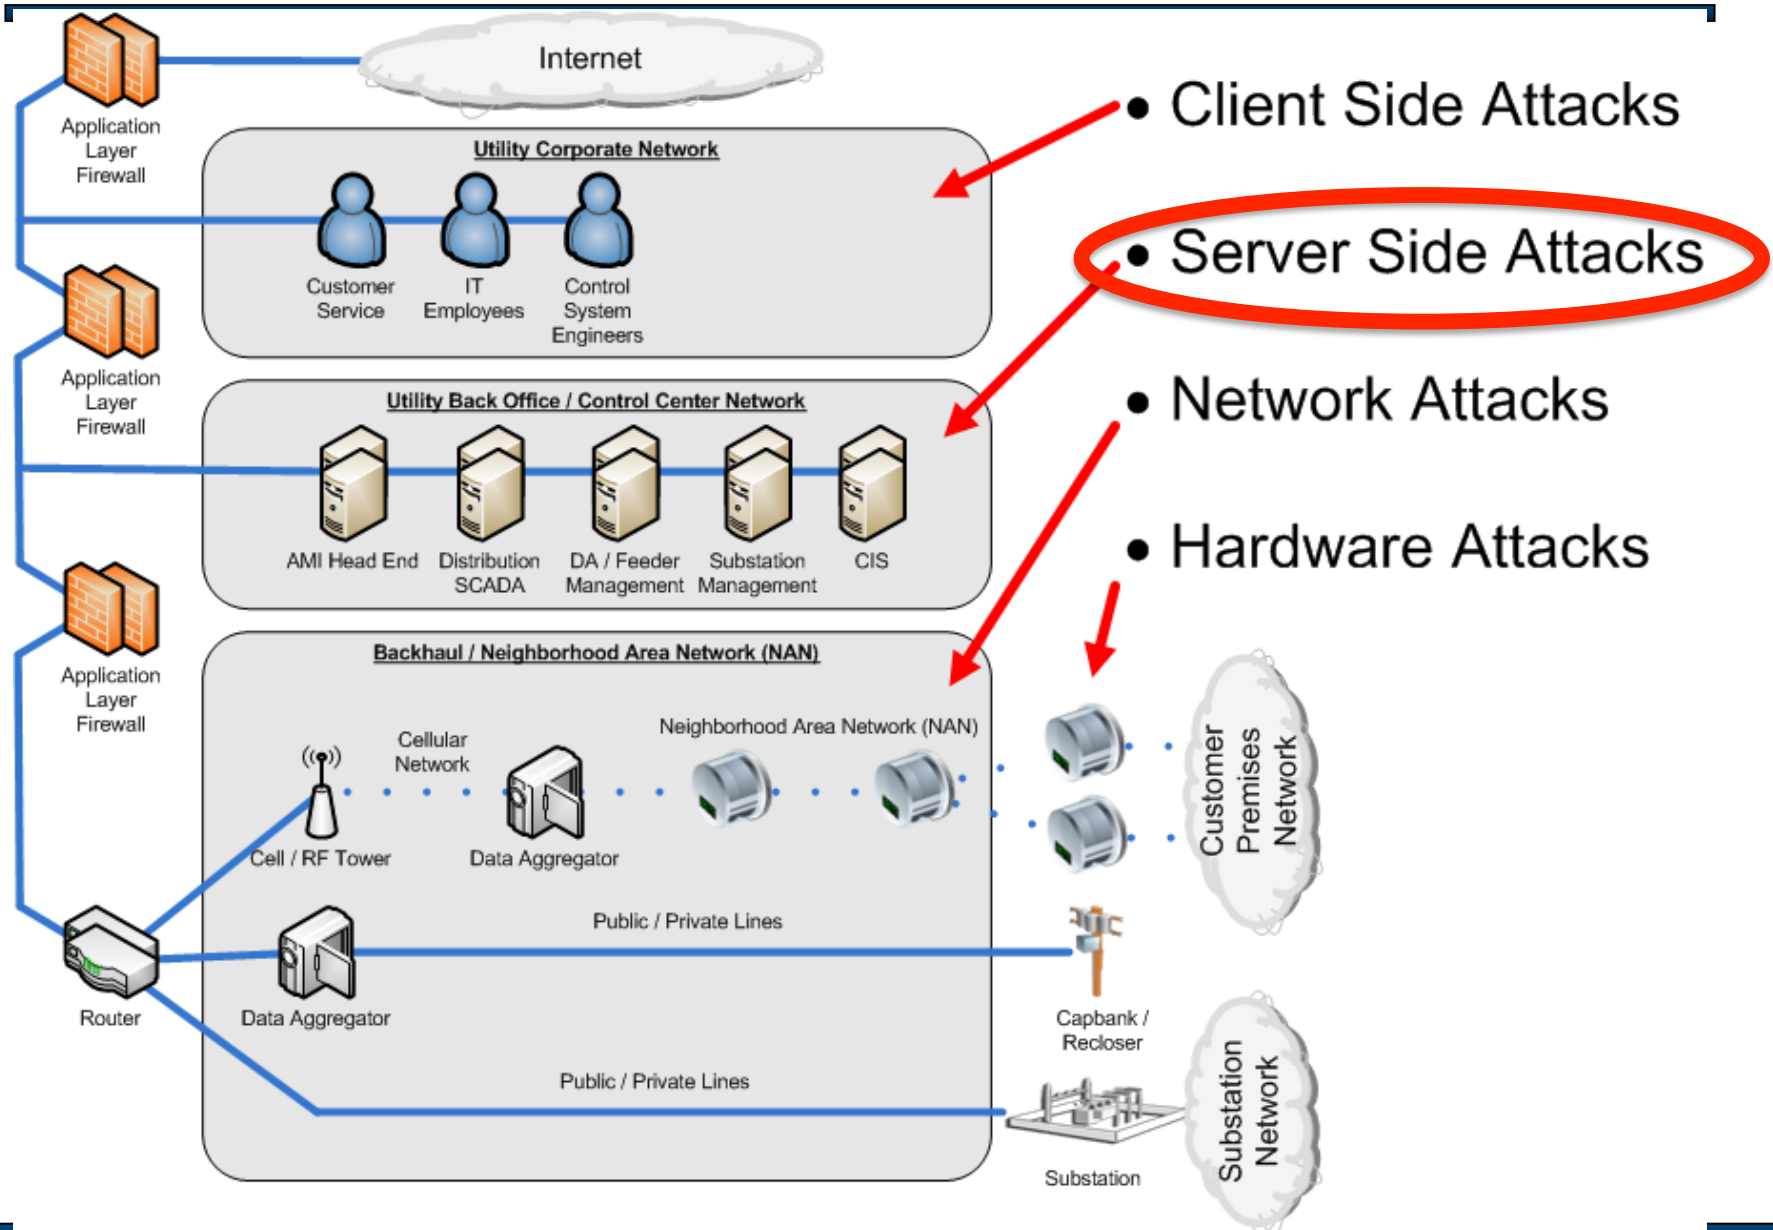 Internet
Application
Layer
Firewall
Utility Corporate Network
Customer
Service
IT
Employees
Control
System
Engineers
Application
Layer
Firewall
Utility Back Office / Control Center Network
AMI Head End
Distribution
SCADA
DA / Feeder
Management
Substation
Management
CIS
Application
Layer
Firewall
Backhaul / Neighborhood Area Network (NAN)
Cellular
Network
Neighborhood Area Network (NAN)
Cell / RF Tower
Data Aggregator
Customer
Premises
Network
Public / Private Lines
Router
Data Aggregator
Capbank /
Recloser
Public / Private Lines
Substation
Substation
Network
• Client Side Attacks
• Server Side Attacks
• Network Attacks
• Hardware Attacks